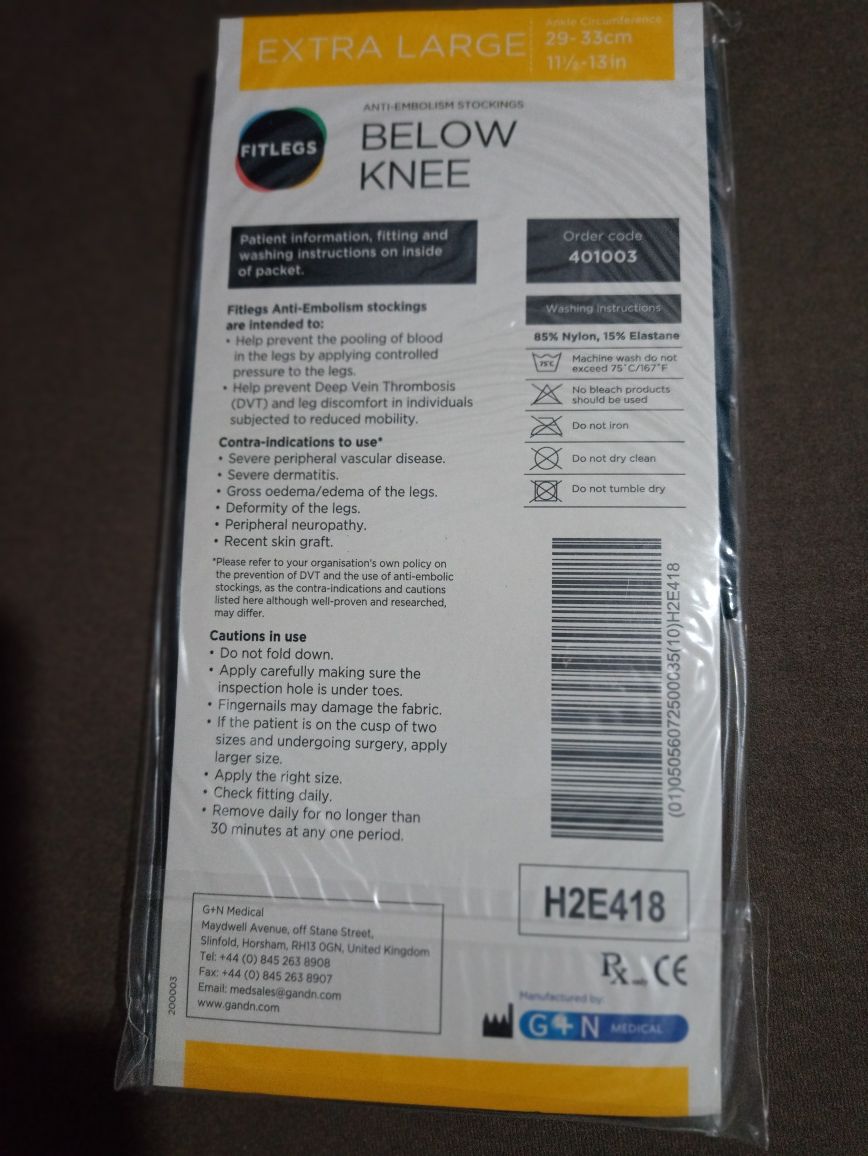 EXTRA LARGE
Ankle Circumference
29-33cm
11½-13in
FITLEGS
ANTI-EMBOLISM STOCKINGS
BELOW
KNEE
Patient information, fitting and
washing instructions on inside
of packet.
Order code
401003
Fitlegs Anti-Embolism stockings
are intended to:
• Help prevent the pooling of blood
in the legs by applying controlled
pressure to the legs.
• Help prevent Deep Vein Thrombosis
(DVT) and leg discomfort in individuals
subjected to reduced mobility.
Contra-indications to use*
• Severe peripheral vascular disease.
• Severe dermatitis.
• Gross oedema/edema of the legs.
• Deformity of the legs.
• Peripheral neuropathy.
• Recent skin graft.
*Please refer to your organisation's own policy on
the prevention of DVT and the use of anti-embolic
stockings, as the contra-indications and cautions
listed here although well-proven and researched,
may differ.
Cautions in use
• Do not fold down.
• Apply carefully making sure the
inspection hole is under toes.
• Fingernails may damage the fabric.
• If the patient is on the cusp of two
sizes and undergoing surgery, apply
larger size.
• Apply the right size.
• Check fitting daily.
• Remove daily for no longer than
30 minutes at any one period.
Washing instructions
85% Nylon, 15% Elastane
75°C
Machine wash do not
exceed 75°C/167°F
No bleach products
should be used
Do not iron
Do not dry clean
Do not tumble dry
(01)05056072500035(10)H2E418
H2E418
G+N Medical
Maydwell Avenue, off Stane Street,
Slinfold, Horsham, RH13 0GN, United Kingdom
Tel: +44 (0) 845 263 8908
Fax: +44 (0) 845 263 8907
Email: medsales@gandn.com
www.gandn.com
200003
Rx only CE
Manufactured by:
G+N MEDICAL